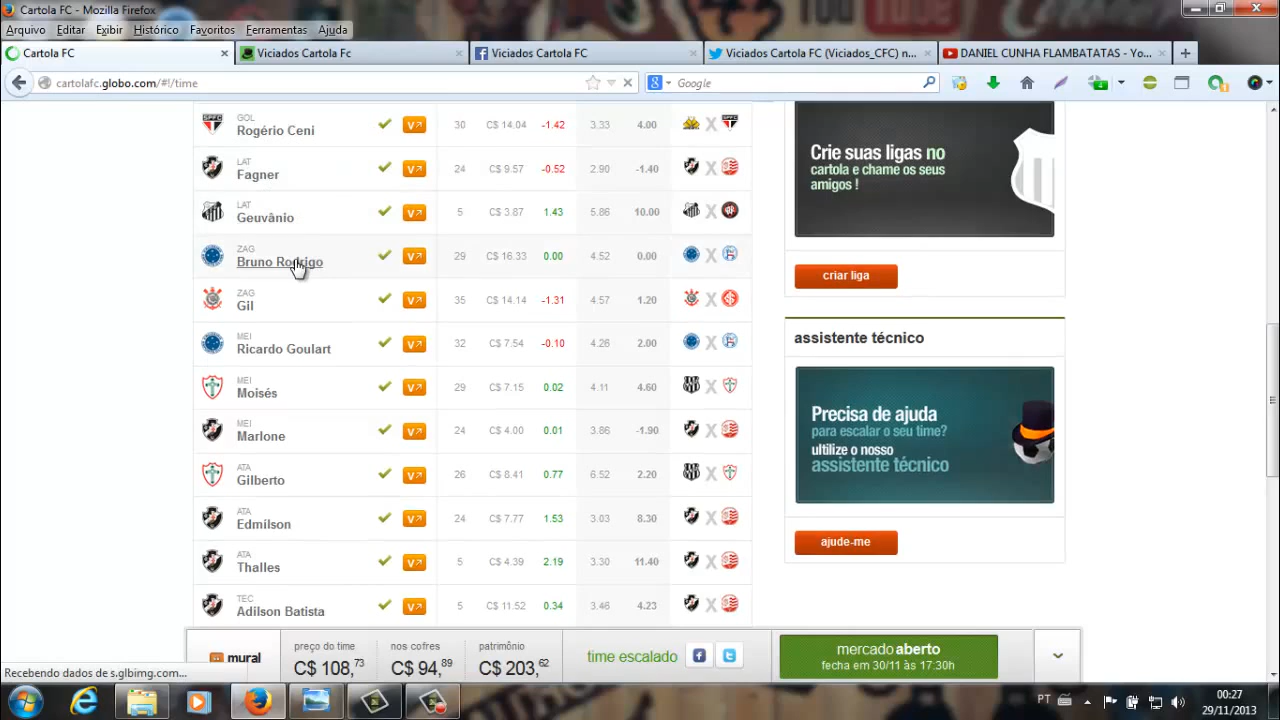 Cartola FC - Mozilla Firefox
Arquivo Editar Exibir Histórico Favoritos Ferramentas Ajuda
Cartola FC × Viciados Cartola FC × Viciados Cartola FC × Viciados Cartola FC (Viciados_CFC) n... × DANIEL CUNHA FLAMBATATAS - Yo... × +
cartolafc.globo.com/#!/time Google
GOL
Rogério Ceni V 30 C$ 14.04 -1.42 3.33 4.00 X
LAT
Fagner V 24 C$ 9.57 -0.52 2.90 -1.40 X
LAT
Geuvânio V 5 C$ 3.87 1.43 5.86 10.00 X
ZAG
Bruno Rodrigo V 29 C$ 16.33 0.00 4.52 0.00 X
ZAG
Gil V 35 C$ 14.14 -1.31 4.57 1.20 X
MEI
Ricardo Goulart V 32 C$ 7.54 -0.10 4.26 2.00 X
MEI
Moisés V 29 C$ 7.15 0.02 4.11 4.60 X
MEI
Marlone V 24 C$ 4.00 0.01 3.86 -1.90 X
ATA
Gilberto V 26 C$ 8.41 0.77 6.52 2.20 X
ATA
Edmílson V 24 C$ 7.77 1.53 3.03 8.30 X
ATA
Thalles V 5 C$ 4.39 2.19 3.30 11.40 X
TEC
Adilson Batista V 5 C$ 11.52 0.34 3.46 4.23 X
Crie suas ligas no
cartola e chame os seus
amigos !
criar liga
assistente técnico
Precisa de ajuda
para escalar o seu time?
ultilize o nosso
assistente técnico
ajude-me
mural
preço do time
C$ 108,73
nos cofres
C$ 94,89
patrimônio
C$ 203,62
time escalado
mercado aberto
fecha em 30/11 às 17:30h
Recebendo dados de s.glbimg.com...
PT
00:27
29/11/2013